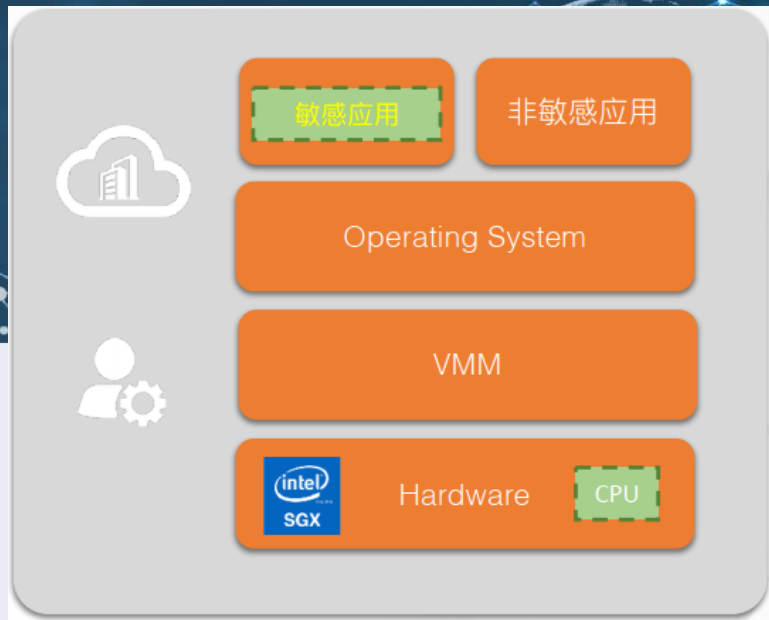 敏感应用
非敏感应用
Operating System
VMM
intel
SGX
Hardware
CPU